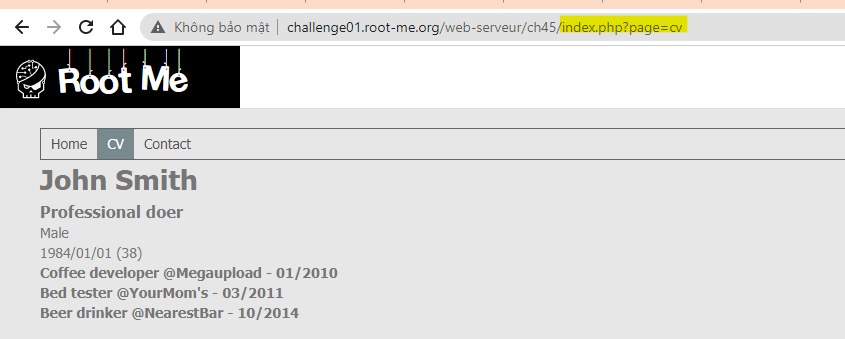 Không bảo mật | challenge01.root-me.org/web-serveur/ch45/index.php?page=cv
Root Me
Home CV Contact
John Smith
Professional doer
Male
1984/01/01 (38)
Coffee developer @Megaupload - 01/2010
Bed tester @YourMom's - 03/2011
Beer drinker @NearestBar - 10/2014